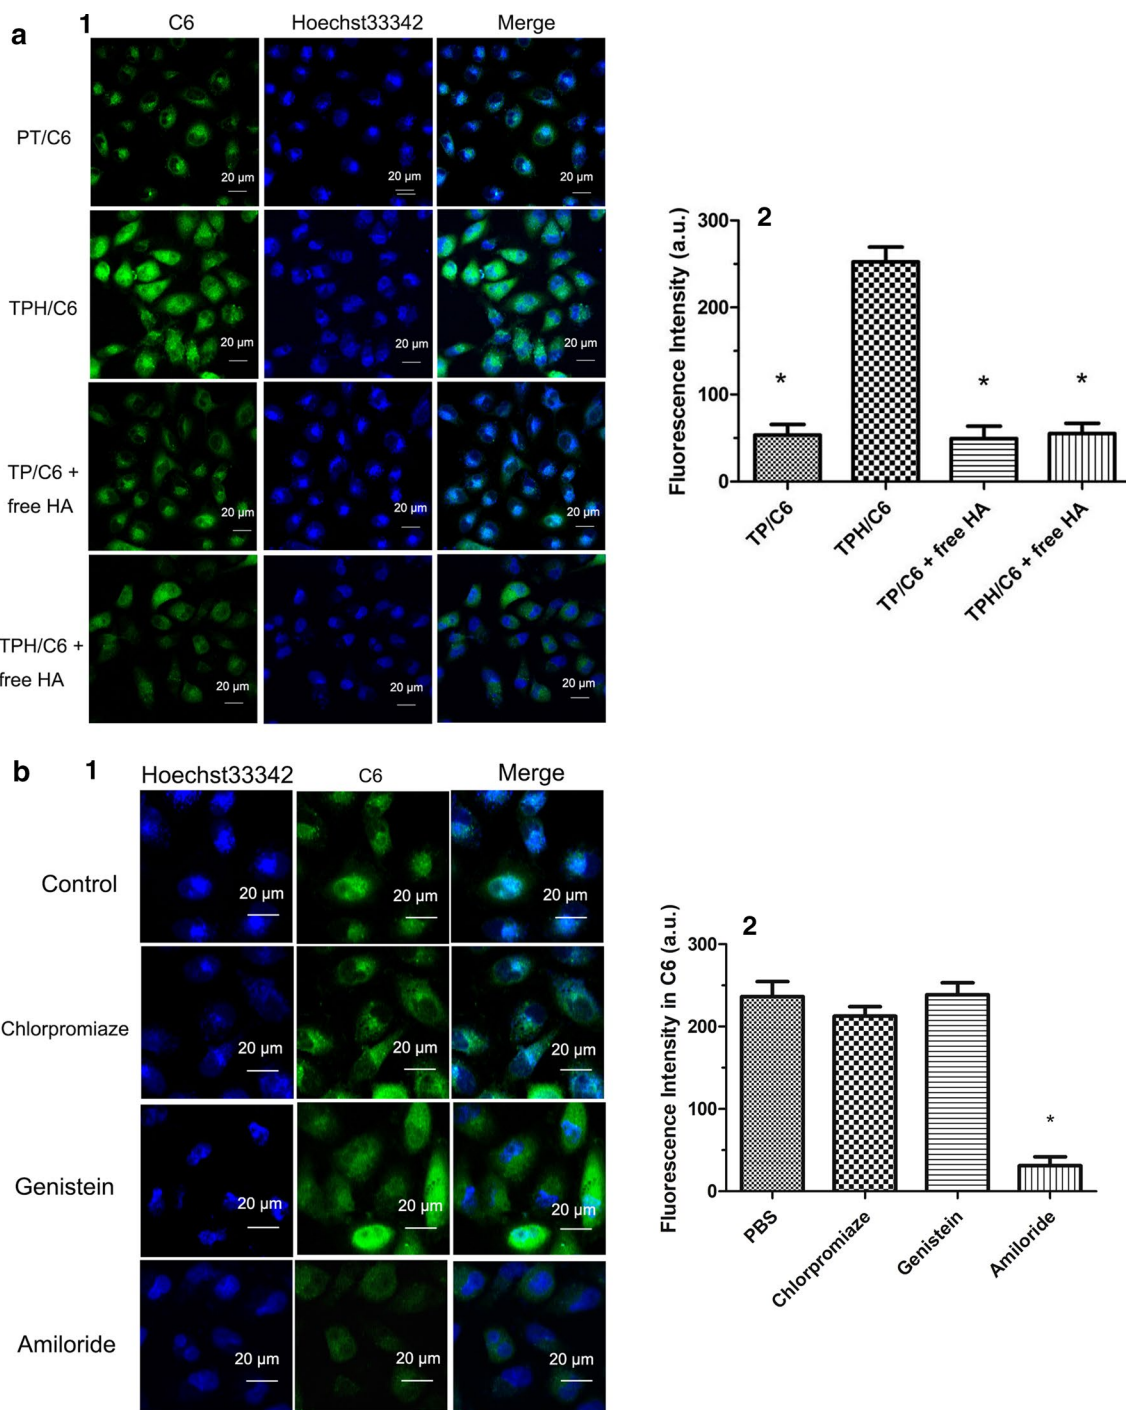 a
1
C6
Hoechst33342
Merge
PT/C6
20 µm
20 µm
20 µm
TPH/C6
20 µm
20 µm
20 µm
TP/C6 +
free HA
20 µm
20 µm
20 µm
TPH/C6 +
free HA
20 µm
20 µm
20 µm
2
Fluorescence Intensity (a.u.)
300
200
100
0
*
*
*
TP/C6
TPH/C6
TP/C6 + free HA
TPH/C6 + free HA
b
1
Hoechst33342
C6
Merge
Control
20 µm
20 µm
20 µm
Chlorpromiaze
20 µm
20 µm
20 µm
Genistein
20 µm
20 µm
20 µm
Amiloride
20 µm
20 µm
20 µm
2
Fluorescence Intensity in C6 (a.u.)
300
200
100
0
*
PBS
Chlorpromiaze
Genistein
Amiloride